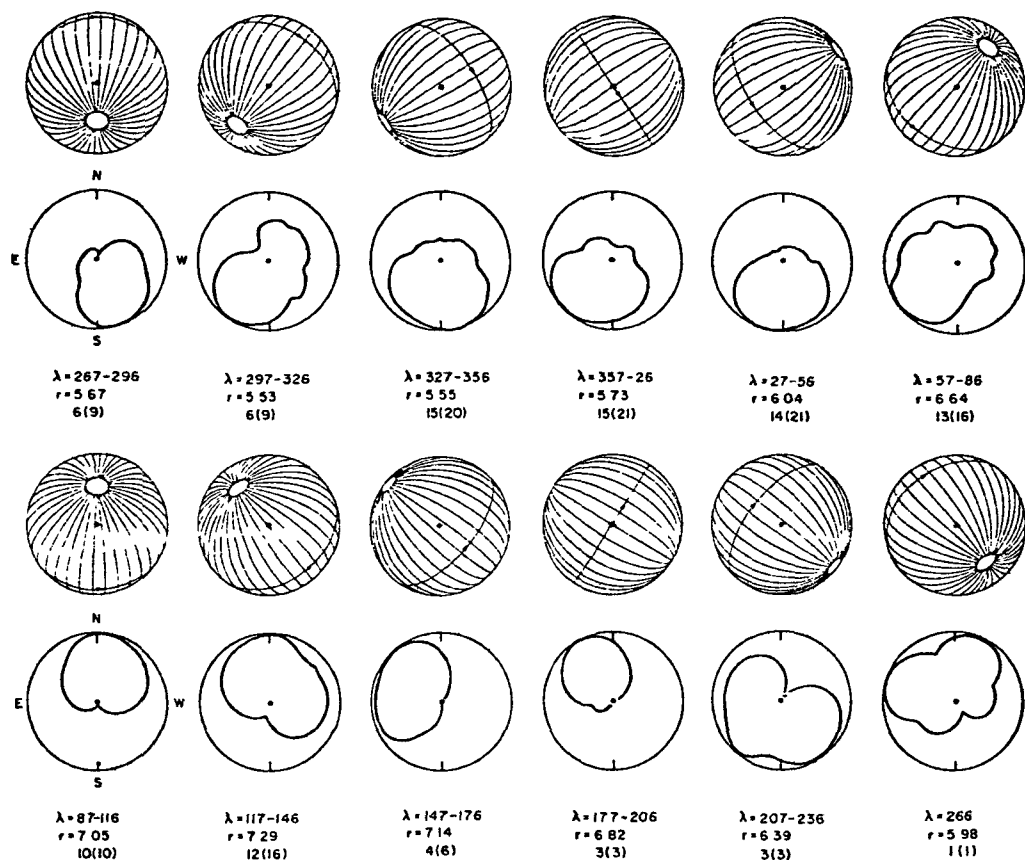 N
E W
S
λ=267-296 λ=297-326 λ=327-356 λ=357-26 λ=27-56 λ=57-86
r=5 67 r=5 53 r=5 55 r=5 73 r=6 04 r=6 64
6(9) 6(9) 15(20) 15(21) 14(21) 13(16)
N
E W
S
λ=87-116 λ=117-146 λ=147-176 λ=177-206 λ=207-236 λ=266
r=7 05 r=7 29 r=7 14 r=6 82 r=6 39 r=5 98
10(10) 12(16) 4(6) 3(3) 3(3) 1(1)